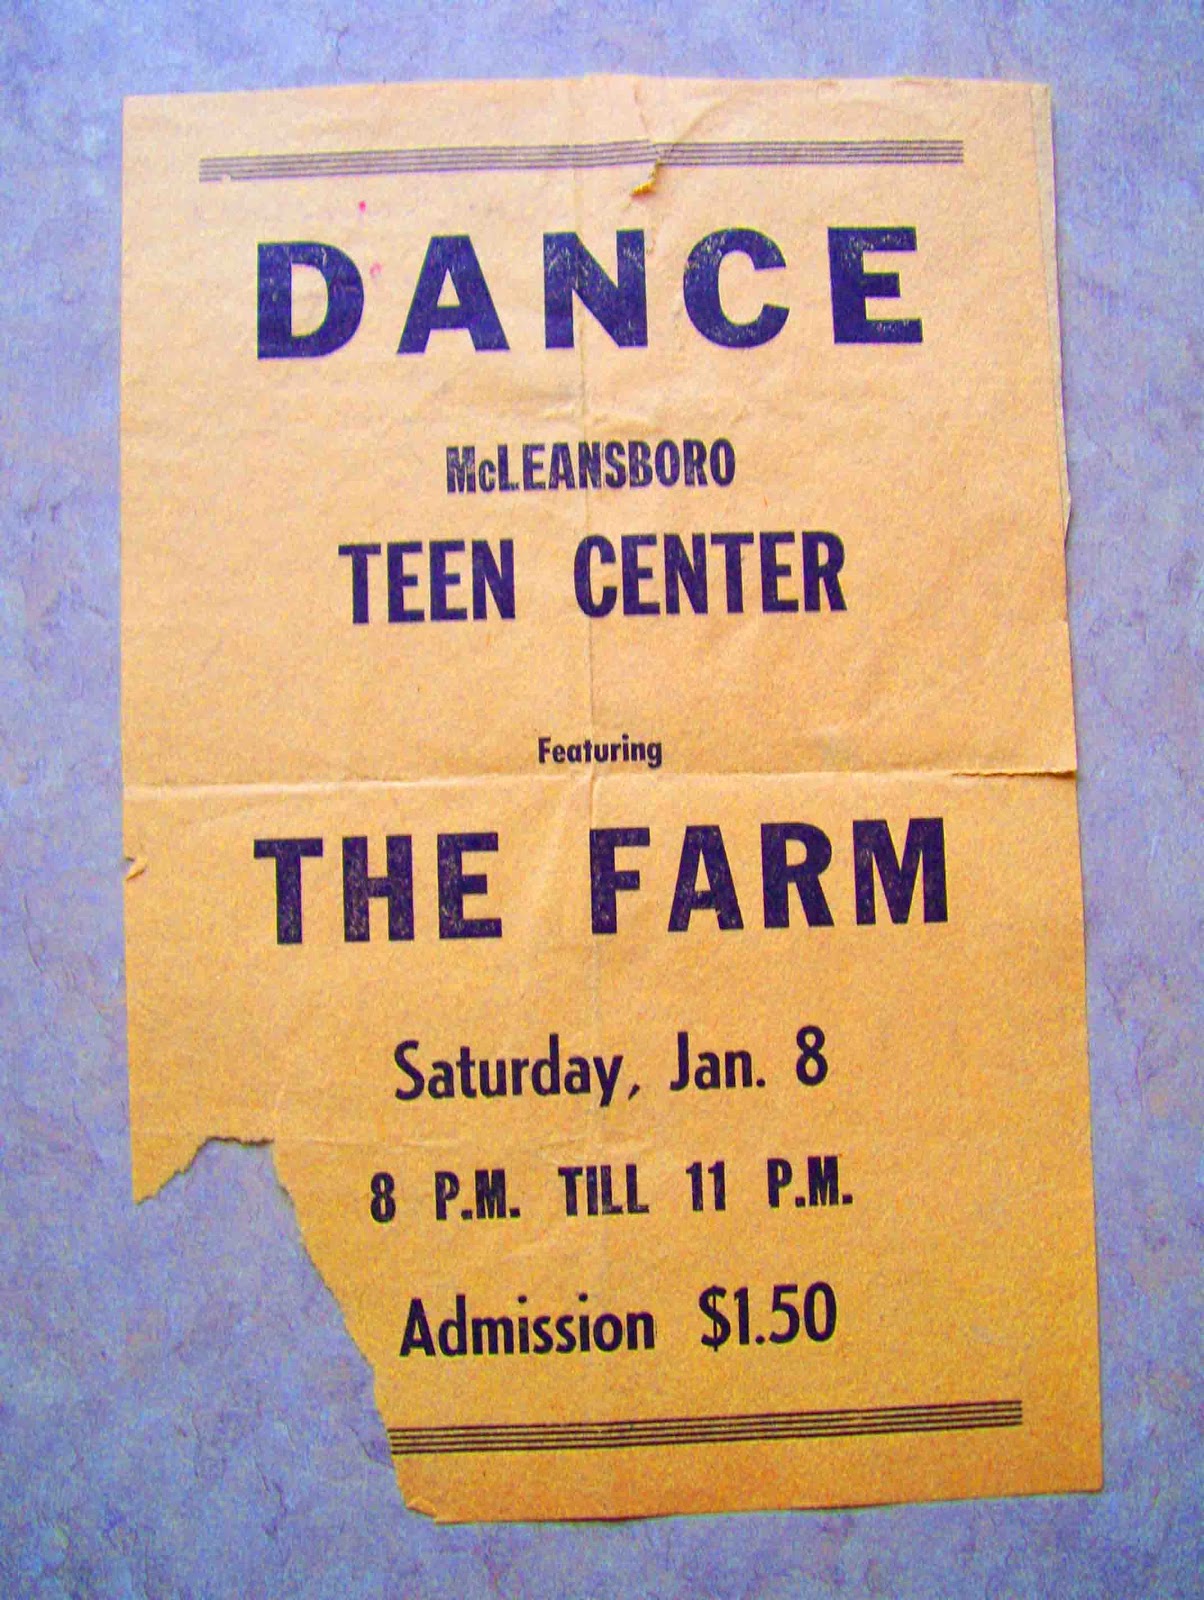 DANCE
McLEANSBORO
TEEN CENTER
Featuring
THE FARM
Saturday, Jan. 8
8 P.M. TILL 11 P.M.
Admission $1.50